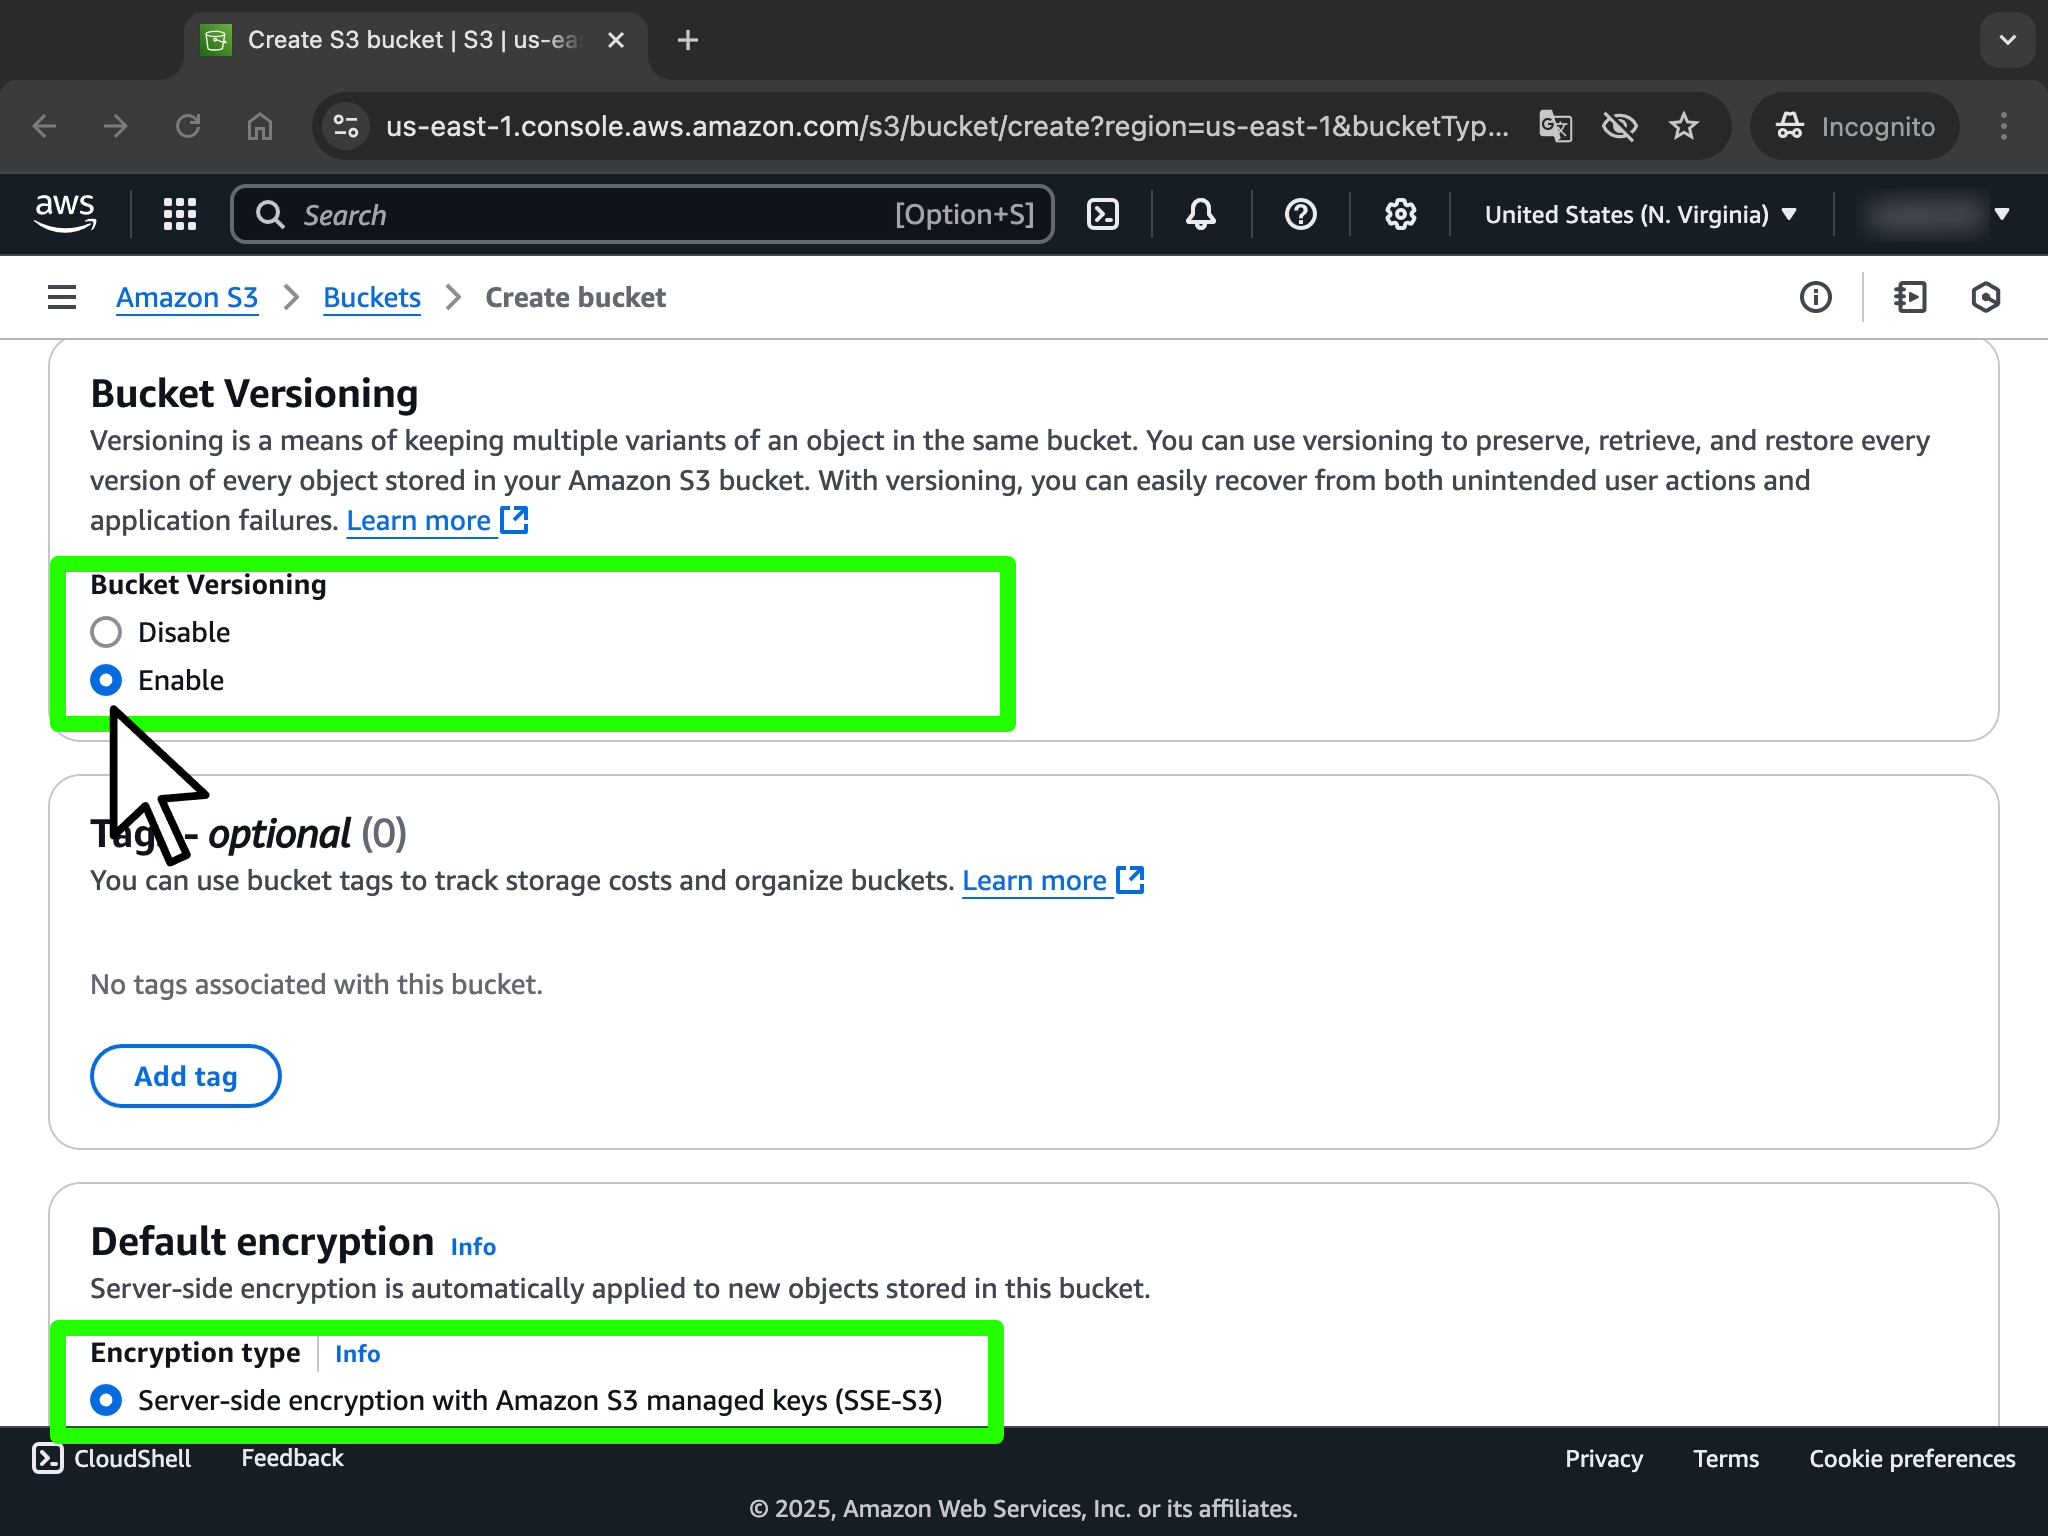 Create S3 bucket | S3 | us-eas
us-east-1.console.aws.amazon.com/s3/bucket/create?region=us-east-1&bucketTyp...
Incognito
aws
Search
[Option+S]
United States (N. Virginia)
Amazon S3
Buckets
Create bucket
Bucket Versioning
Versioning is a means of keeping multiple variants of an object in the same bucket. You can use versioning to preserve, retrieve, and restore every
version of every object stored in your Amazon S3 bucket. With versioning, you can easily recover from both unintended user actions and
application failures. Learn more
Bucket Versioning
Disable
Enable
Tags - optional (0)
You can use bucket tags to track storage costs and organize buckets. Learn more
No tags associated with this bucket.
Add tag
Default encryption Info
Server-side encryption is automatically applied to new objects stored in this bucket.
Encryption type Info
Server-side encryption with Amazon S3 managed keys (SSE-S3)
CloudShell Feedback Privacy Terms Cookie preferences
© 2025, Amazon Web Services, Inc. or its affiliates.